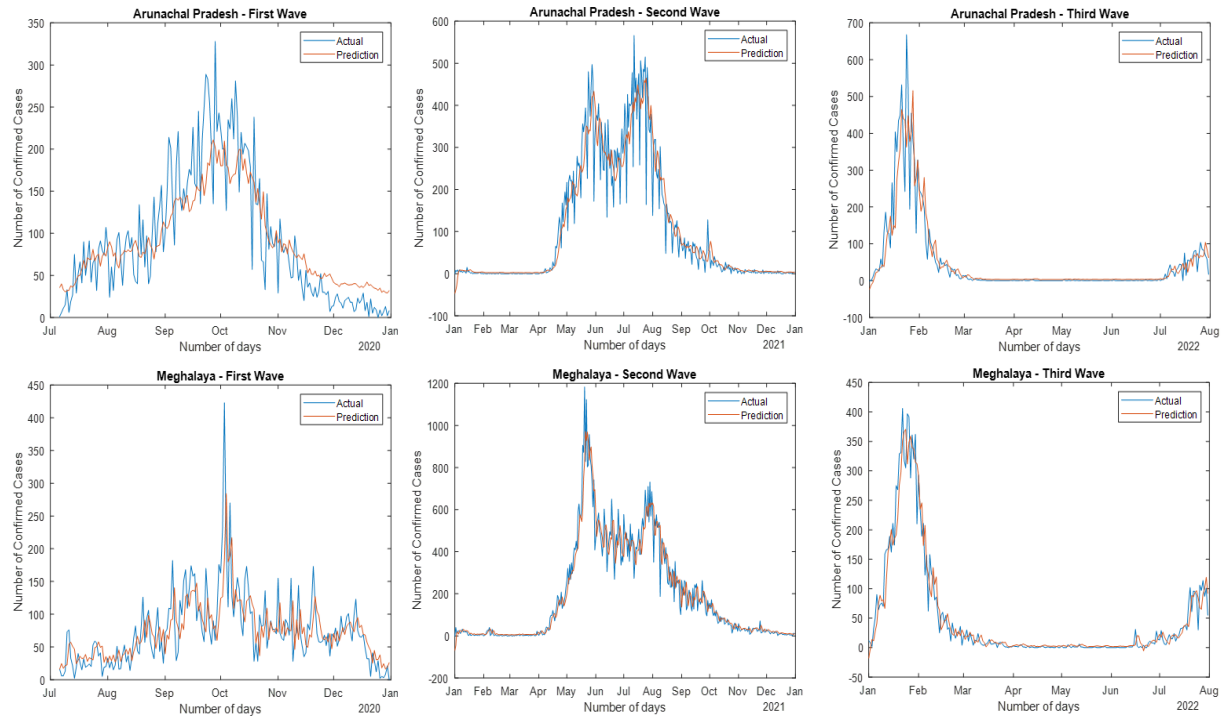 Arunachal Pradesh - First Wave
350
300
250
200
150
100
50
0
Number of Confirmed Cases
Actual
Prediction
Jul Aug Sep Oct Nov Dec Jan
Number of days 2020
Arunachal Pradesh - Second Wave
600
500
400
300
200
100
0
-100
Number of Confirmed Cases
Actual
Prediction
Jan Feb Mar Apr May Jun Jul Aug Sep Oct Nov Dec Jan
Number of days 2021
Arunachal Pradesh - Third Wave
700
600
500
400
300
200
100
0
-100
Number of Confirmed Cases
Actual
Prediction
Jan Feb Mar Apr May Jun Jul Aug
Number of days 2022
Meghalaya - First Wave
450
400
350
300
250
200
150
100
50
0
Number of Confirmed Cases
Actual
Prediction
Jul Aug Sep Oct Nov Dec Jan
Number of days 2020
Meghalaya - Second Wave
1200
1000
800
600
400
200
0
-200
Number of Confirmed Cases
Actual
Prediction
Jan Feb Mar Apr May Jun Jul Aug Sep Oct Nov Dec Jan
Number of days 2021
Meghalaya - Third Wave
450
400
350
300
250
200
150
100
50
0
-50
Number of Confirmed Cases
Actual
Prediction
Jan Feb Mar Apr May Jun Jul Aug
Number of days 2022